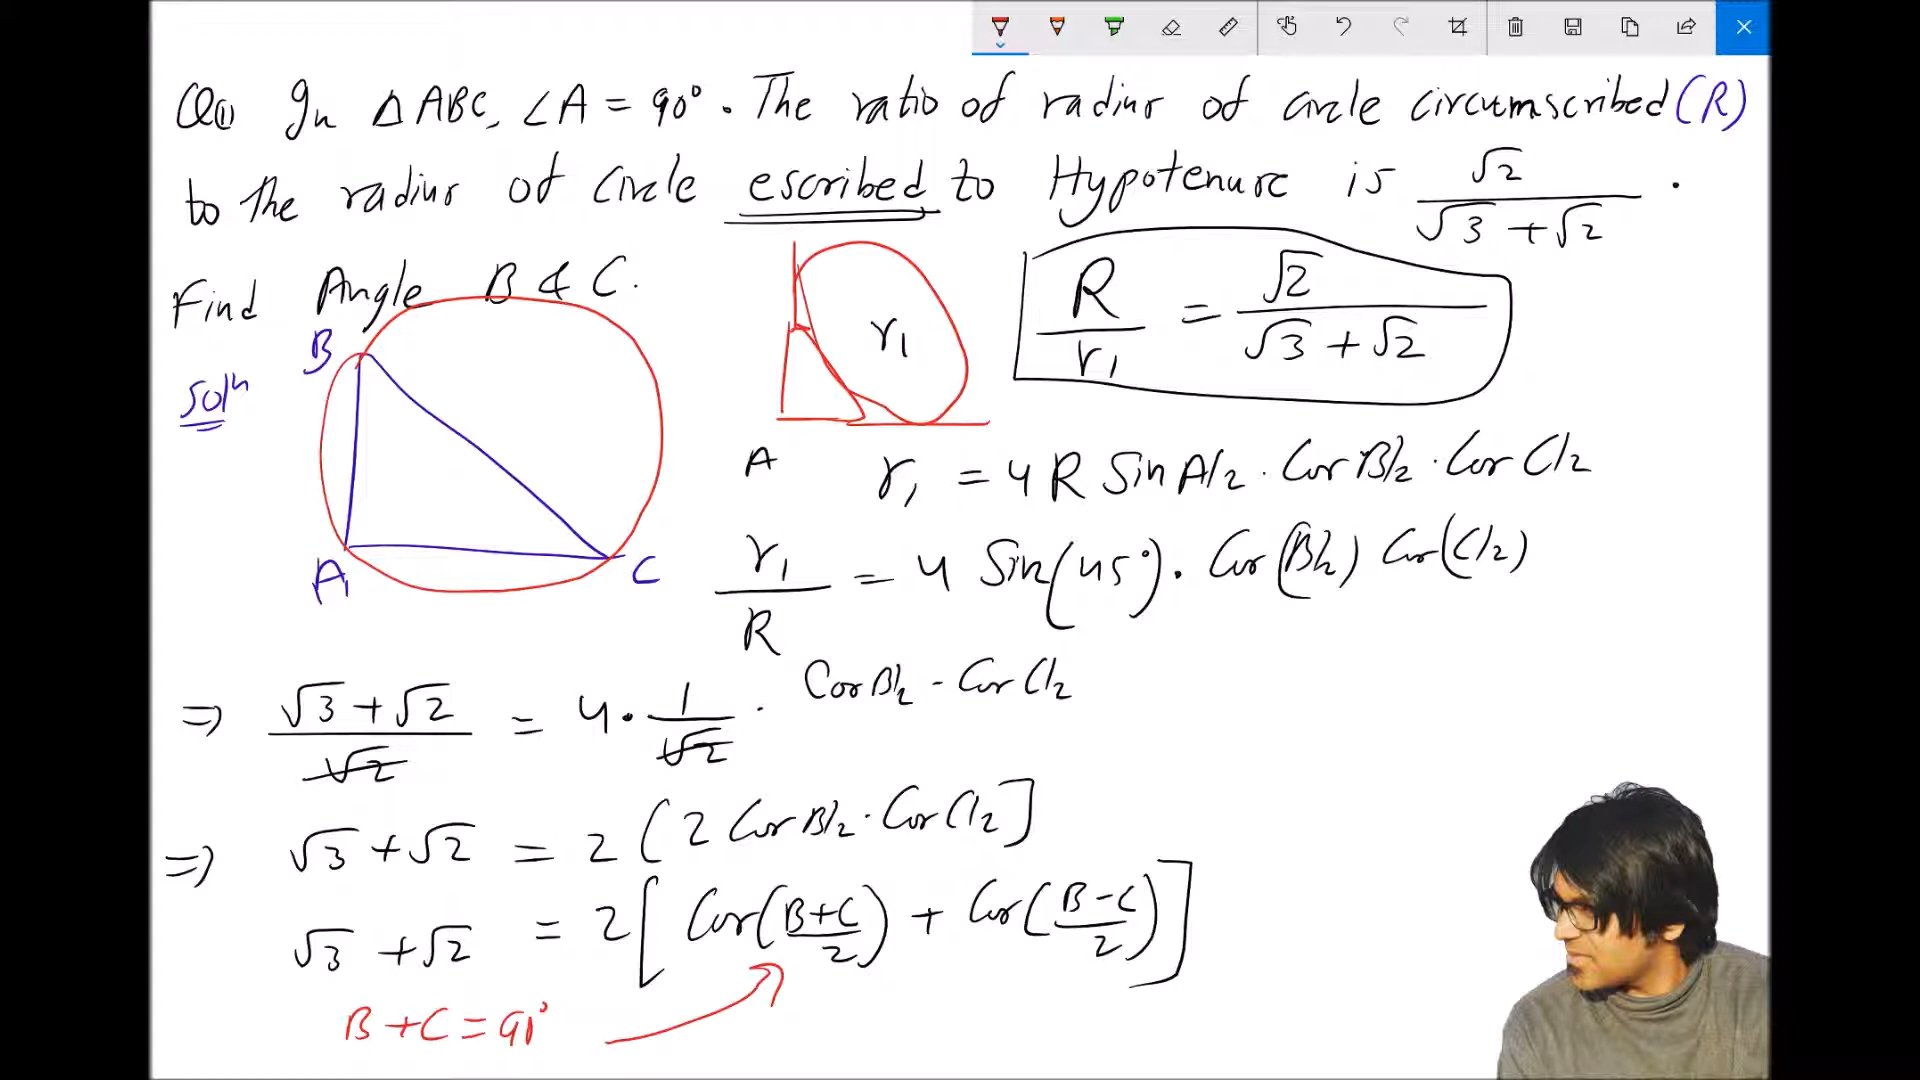 Q① In △ABC, ∠A = 90°. The ratio of radius of circle circumscribed (R)
to the radius of circle escribed to Hypotenuse is √2/(√3+√2).
Find Angle B & C.
Soln
B
A
C
r₁
R/r₁ = √2/(√3+√2)
A
r₁ = 4R Sin A/2 · Cos B/2 · Cos C/2
r₁/R = 4 Sin(45°) · Cos(B/2) Cos(C/2)
⇒ (√3+√2)/√2 = 4 · 1/√2 · Cos B/2 - Cos C/2
⇒ √3+√2 = 2 (2 Cos B/2 · Cos C/2]
√3 +√2 = 2[Cos((B+C)/2) + Cos((B-C)/2)]
B+C = 90°